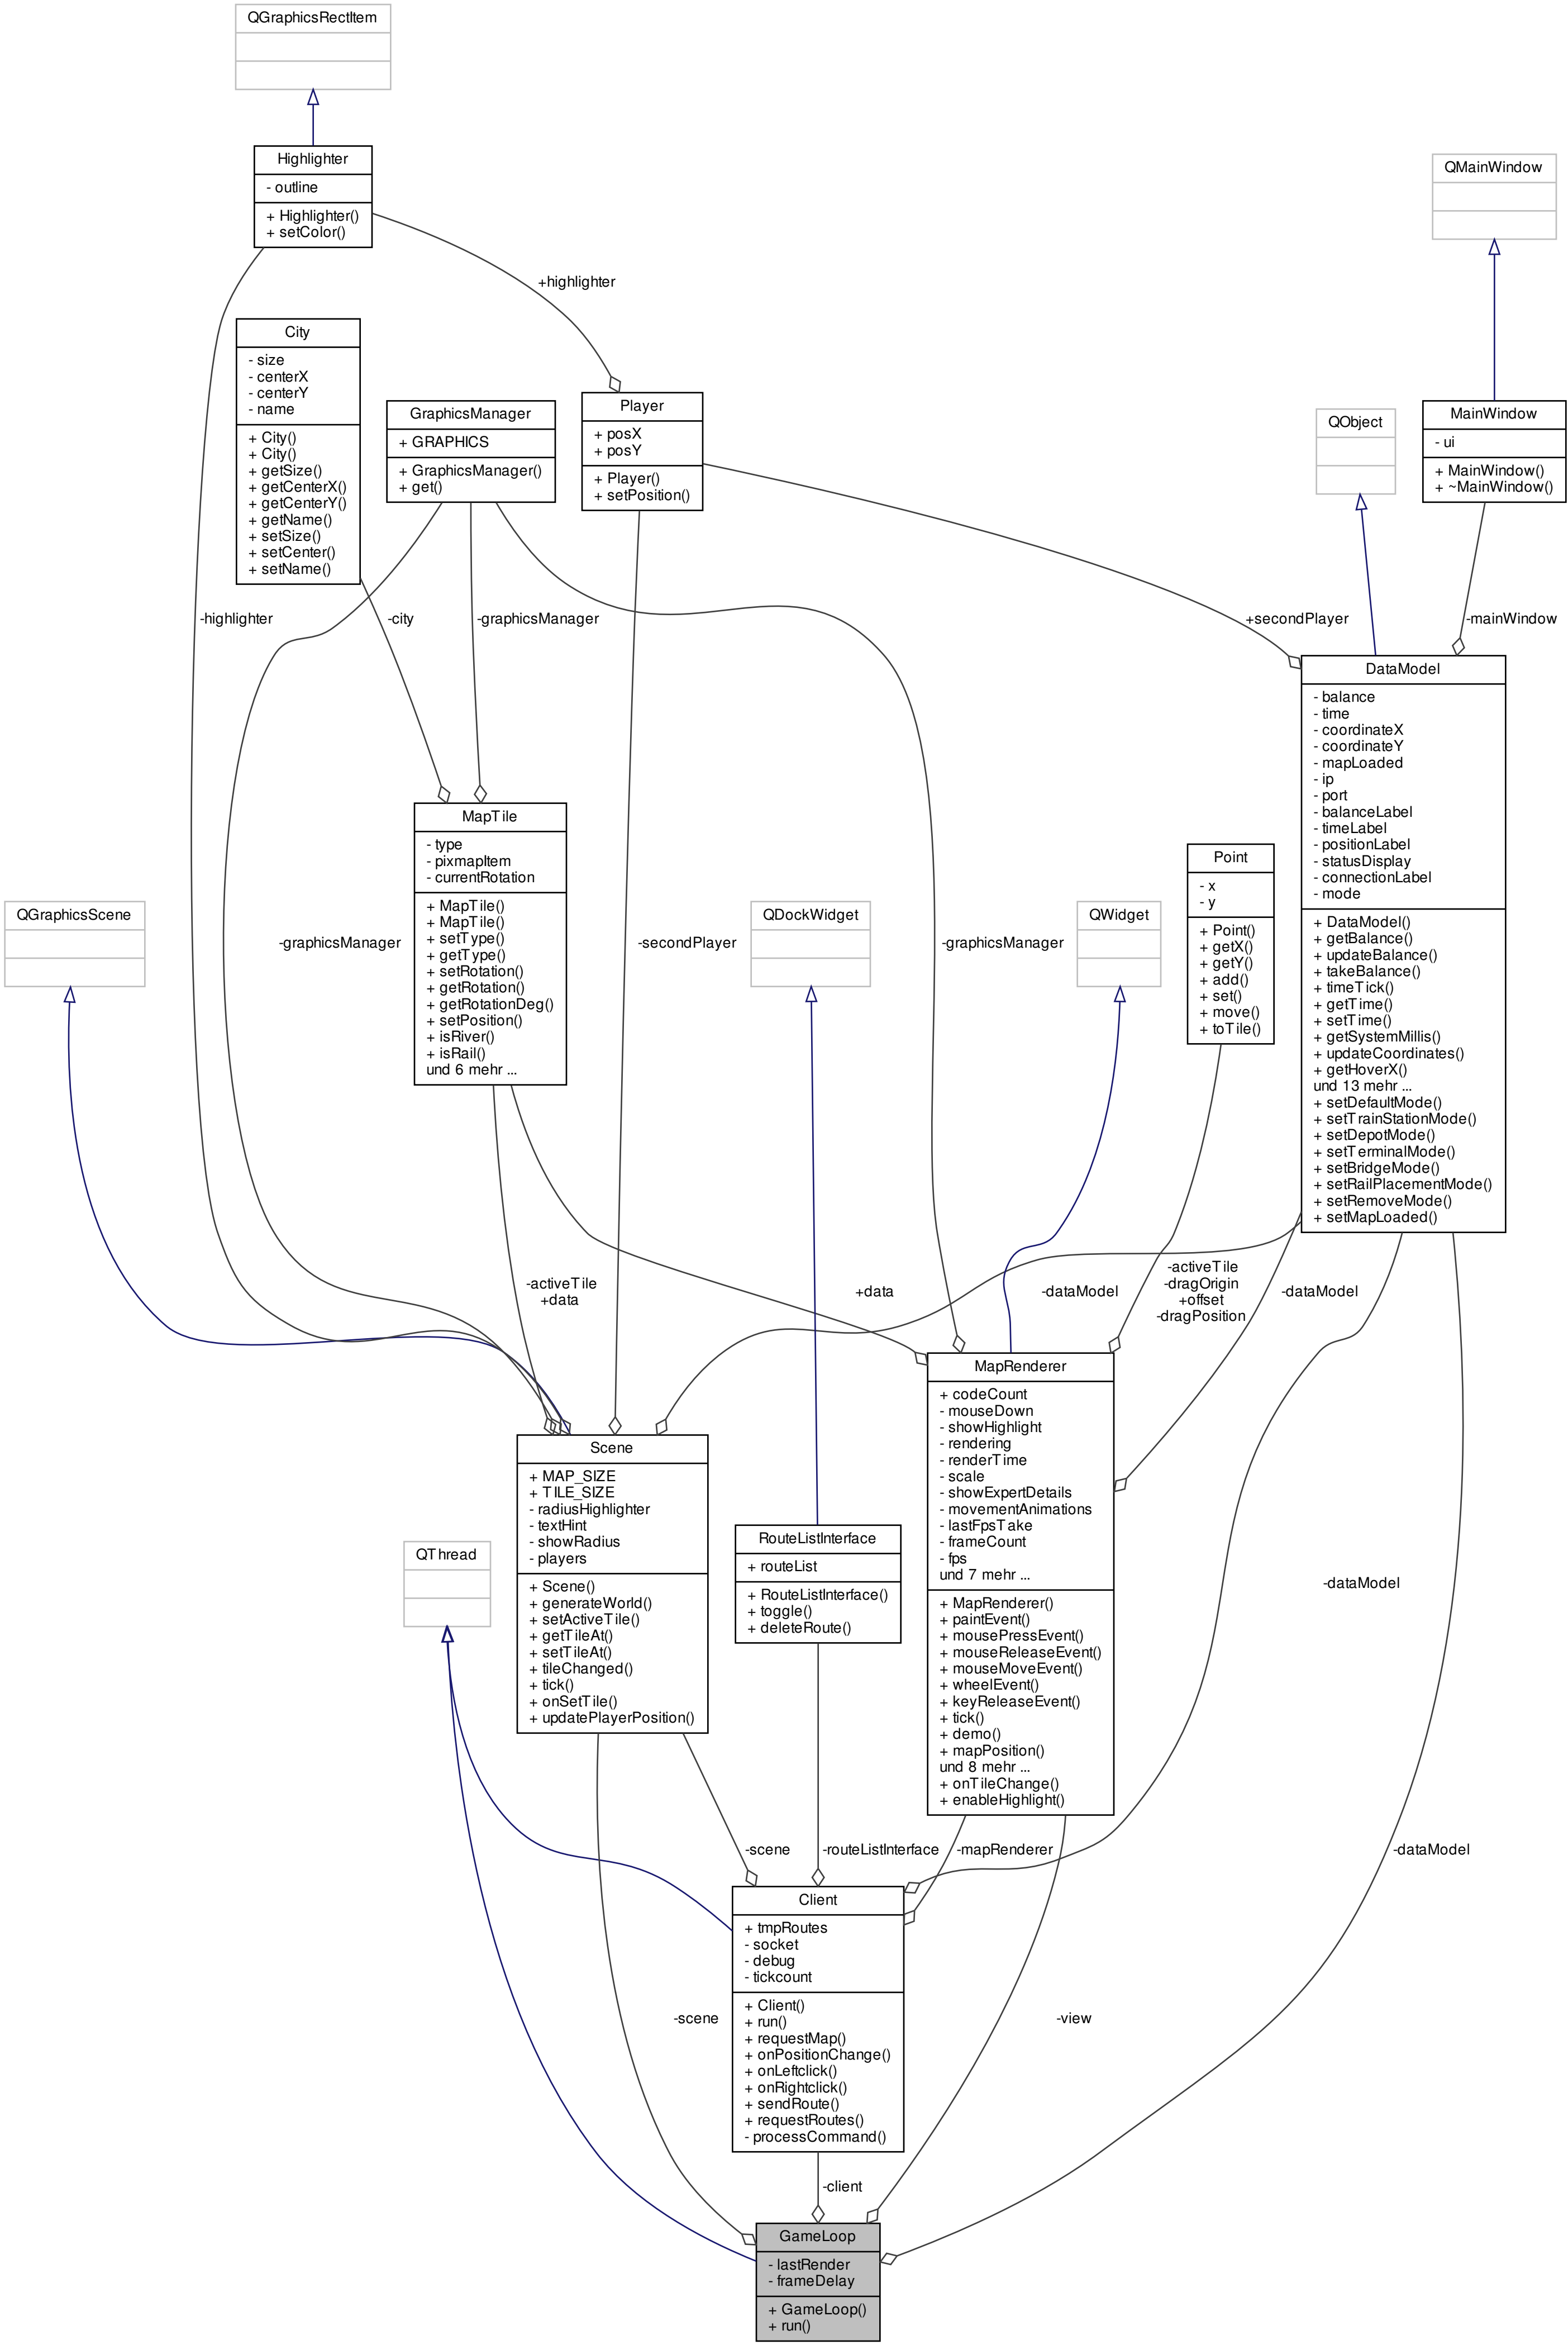 QGraphicsRectItem
Highlighter
- outline
+ Highlighter()
+ setColor()
QMainWindow
+highlighter
City
- size
- centerX
- centerY
- name
+ City()
+ City()
+ getSize()
+ getCenterX()
+ getCenterY()
+ getName()
+ setSize()
+ setCenter()
+ setName()
GraphicsManager
+ GRAPHICS
+ GraphicsManager()
+ get()
Player
+ posX
+ posY
+ Player()
+ setPosition()
QObject
MainWindow
- ui
+ MainWindow()
+ ~MainWindow()
-highlighter
-city
-graphicsManager
+secondPlayer
-mainWindow
DataModel
- balance
- time
- coordinateX
- coordinateY
- mapLoaded
- ip
- port
- balanceLabel
- timeLabel
- positionLabel
- statusDisplay
- connectionLabel
- mode
+ DataModel()
+ getBalance()
+ updateBalance()
+ takeBalance()
+ timeTick()
+ getTime()
+ setTime()
+ getSystemMillis()
+ updateCoordinates()
+ getHoverX()
und 13 mehr ...
+ setDefaultMode()
+ setTrainStationMode()
+ setDepotMode()
+ setTerminalMode()
+ setBridgeMode()
+ setRailPlacementMode()
+ setRemoveMode()
+ setMapLoaded()
MapTile
- type
- pixmapItem
- currentRotation
+ MapTile()
+ MapTile()
+ setType()
+ getType()
+ setRotation()
+ getRotation()
+ getRotationDeg()
+ setPosition()
+ isRiver()
+ isRail()
und 6 mehr ...
Point
- x
- y
+ Point()
+ getX()
+ getY()
+ add()
+ set()
+ move()
+ toTile()
QGraphicsScene
-graphicsManager
-secondPlayer
QDockWidget
-graphicsManager
QWidget
-activeTile
+data
+data
-dataModel
-activeTile
-dragOrigin
+offset
-dragPosition
-dataModel
MapRenderer
+ codeCount
- mouseDown
- showHighlight
- rendering
- renderTime
- scale
- showExpertDetails
- movementAnimations
- lastFpsTake
- frameCount
- fps
und 7 mehr ...
+ MapRenderer()
+ paintEvent()
+ mousePressEvent()
+ mouseReleaseEvent()
+ mouseMoveEvent()
+ wheelEvent()
+ keyReleaseEvent()
+ tick()
+ demo()
+ mapPosition()
und 8 mehr ...
+ onTileChange()
+ enableHighlight()
Scene
+ MAP_SIZE
+ TILE_SIZE
- radiusHighlighter
- textHint
- showRadius
- players
+ Scene()
+ generateWorld()
+ setActiveTile()
+ getTileAt()
+ setTileAt()
+ tileChanged()
+ tick()
+ onSetTile()
+ updatePlayerPosition()
QThread
RouteListInterface
+ routeList
+ RouteListInterface()
+ toggle()
+ deleteRoute()
-dataModel
-scene
-routeListInterface
-mapRenderer
-dataModel
Client
+ tmpRoutes
- socket
- debug
- tickcount
+ Client()
+ run()
+ requestMap()
+ onPositionChange()
+ onLeftclick()
+ onRightclick()
+ sendRoute()
+ requestRoutes()
- processCommand()
-scene
-view
-client
GameLoop
- lastRender
- frameDelay
+ GameLoop()
+ run()